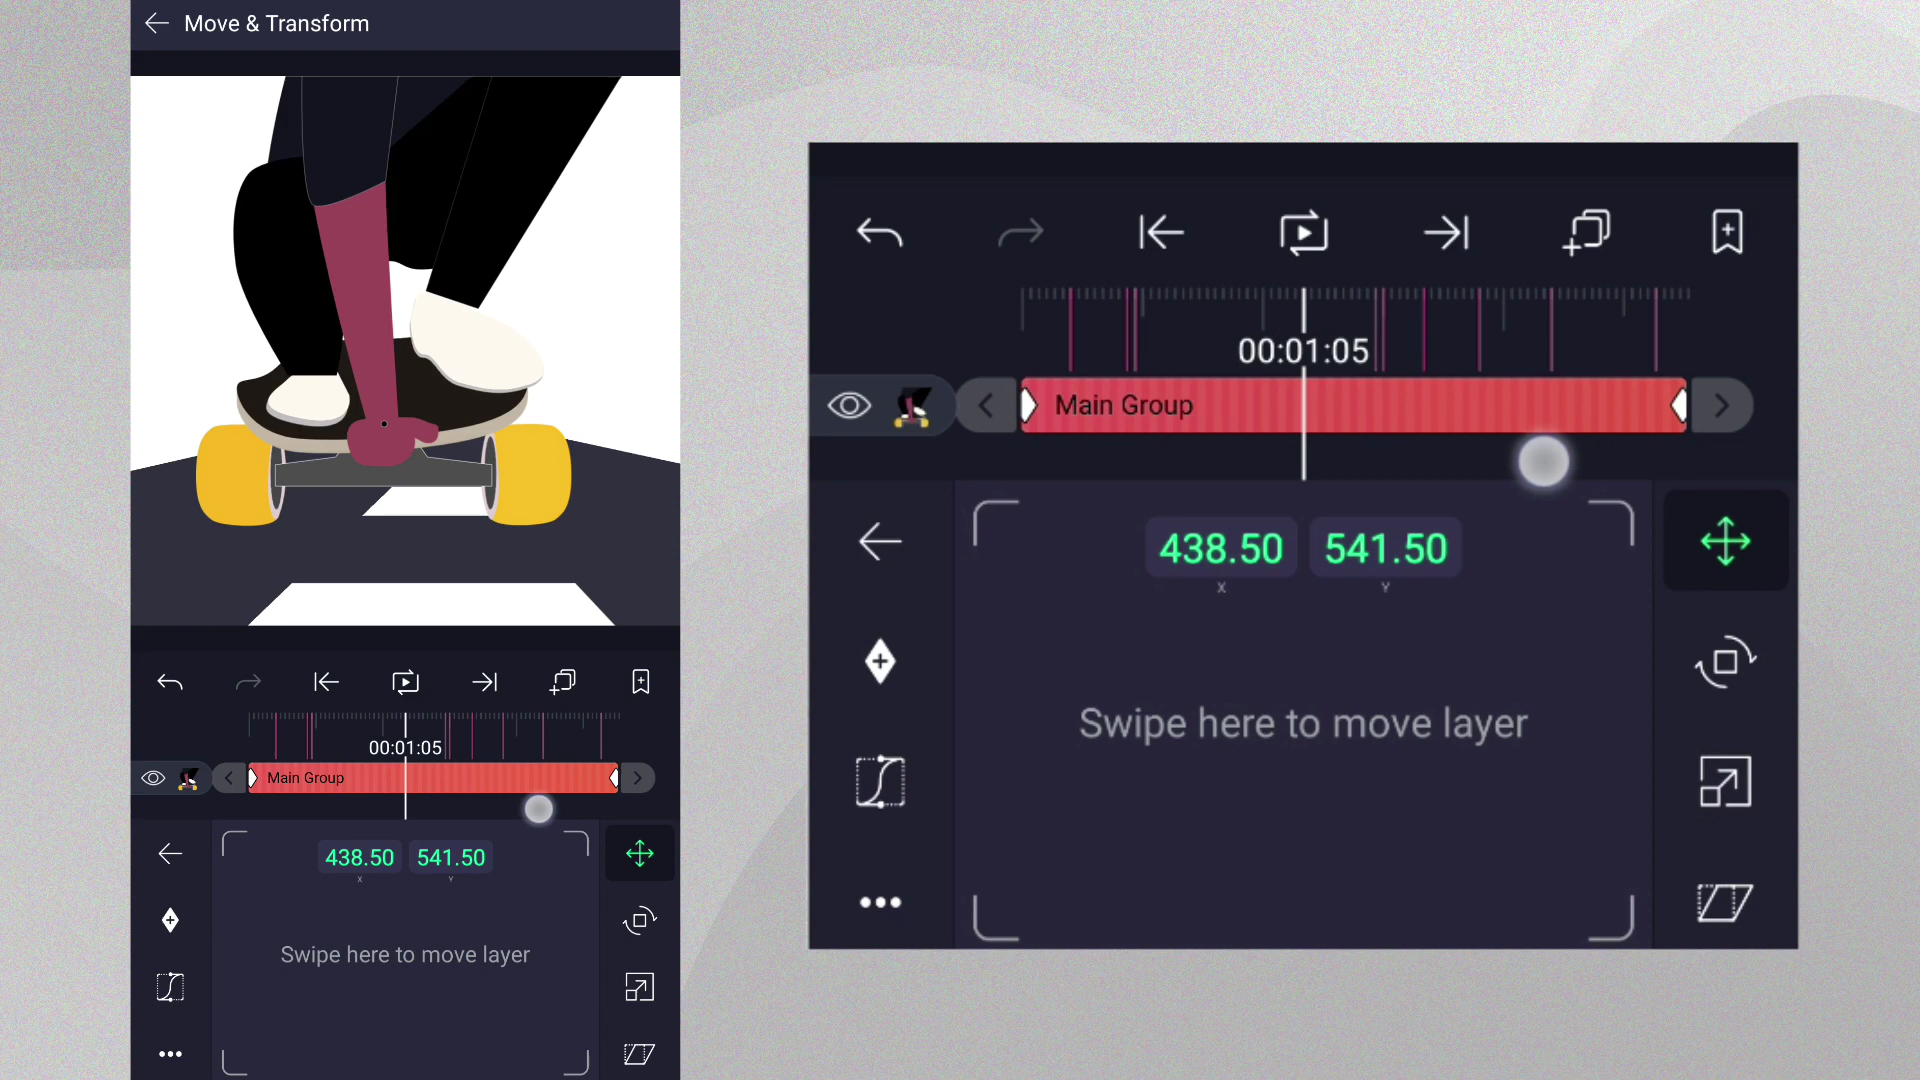 Move & Transform
00:01:05
Main Group
438.50 541.50
X Y
Swipe here to move layer
00:01:05
Main Group
438.50 541.50
X Y
Swipe here to move layer